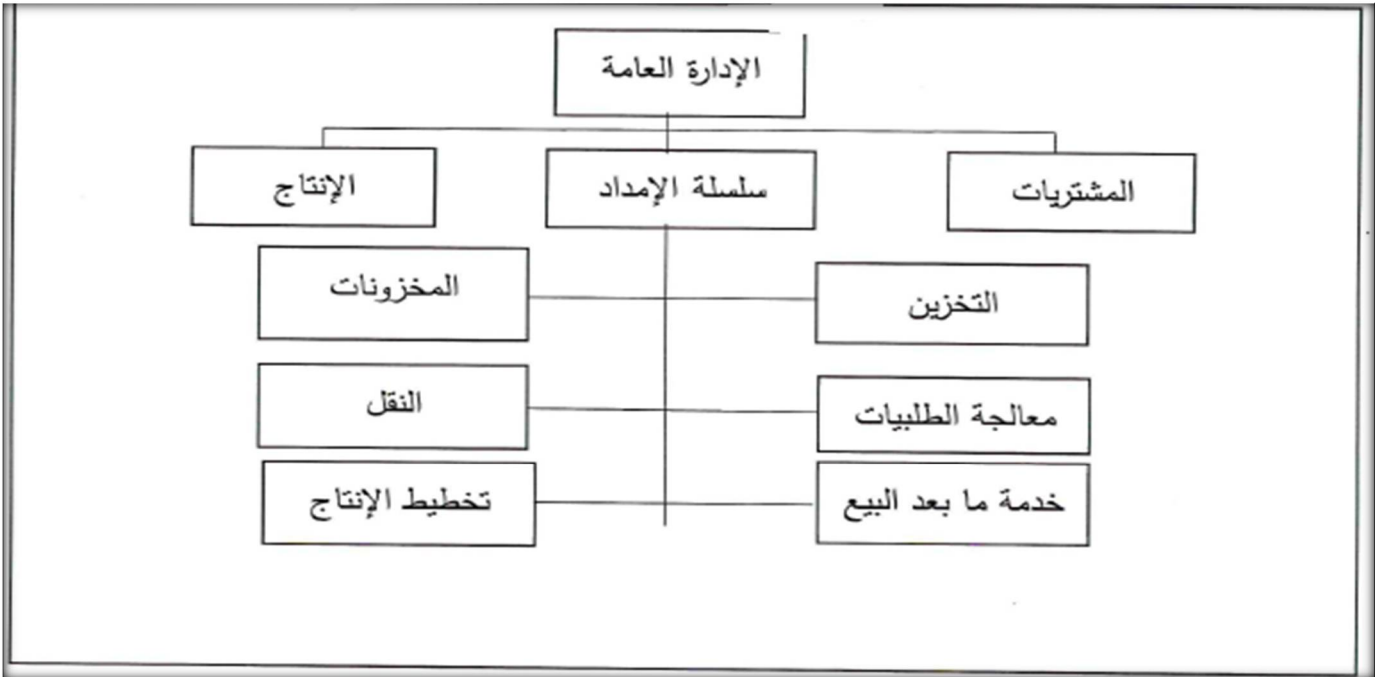 الإدارة العامة
المشتريات
سلسلة الإمداد
الإنتاج
التخزين
المخزونات
معالجة الطلبيات
النقل
خدمة ما بعد البيع
تخطيط الإنتاج